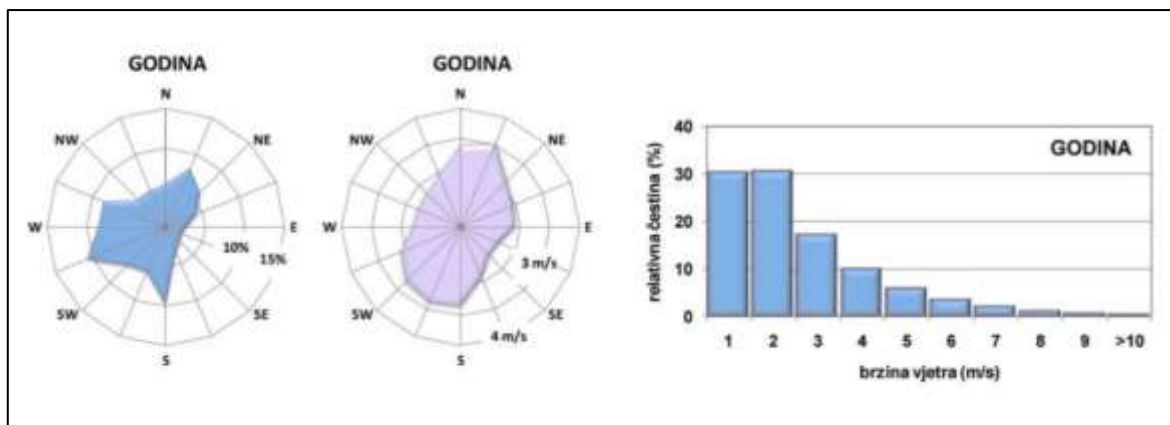 GODINA
N
NW
NE
W
E
10%
15%
SW
SE
S
GODINA
N
NW
NE
W
E
3 m/s
SW
SE
4 m/s
S
GODINA
relativna čestina (%)
40
30
20
10
0
1 2 3 4 5 6 7 8 9 >10
brzina vjetra (m/s)